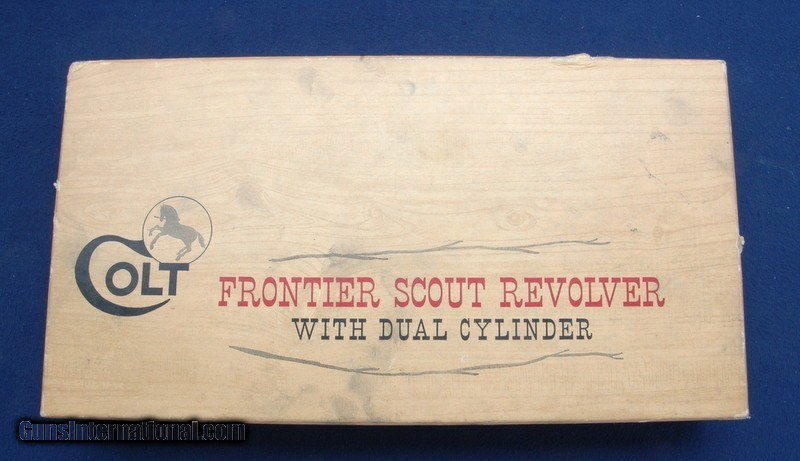 COLT
FRONTIER SCOUT REVOLVER
WITH DUAL CYLINDER
GunsInternational.com